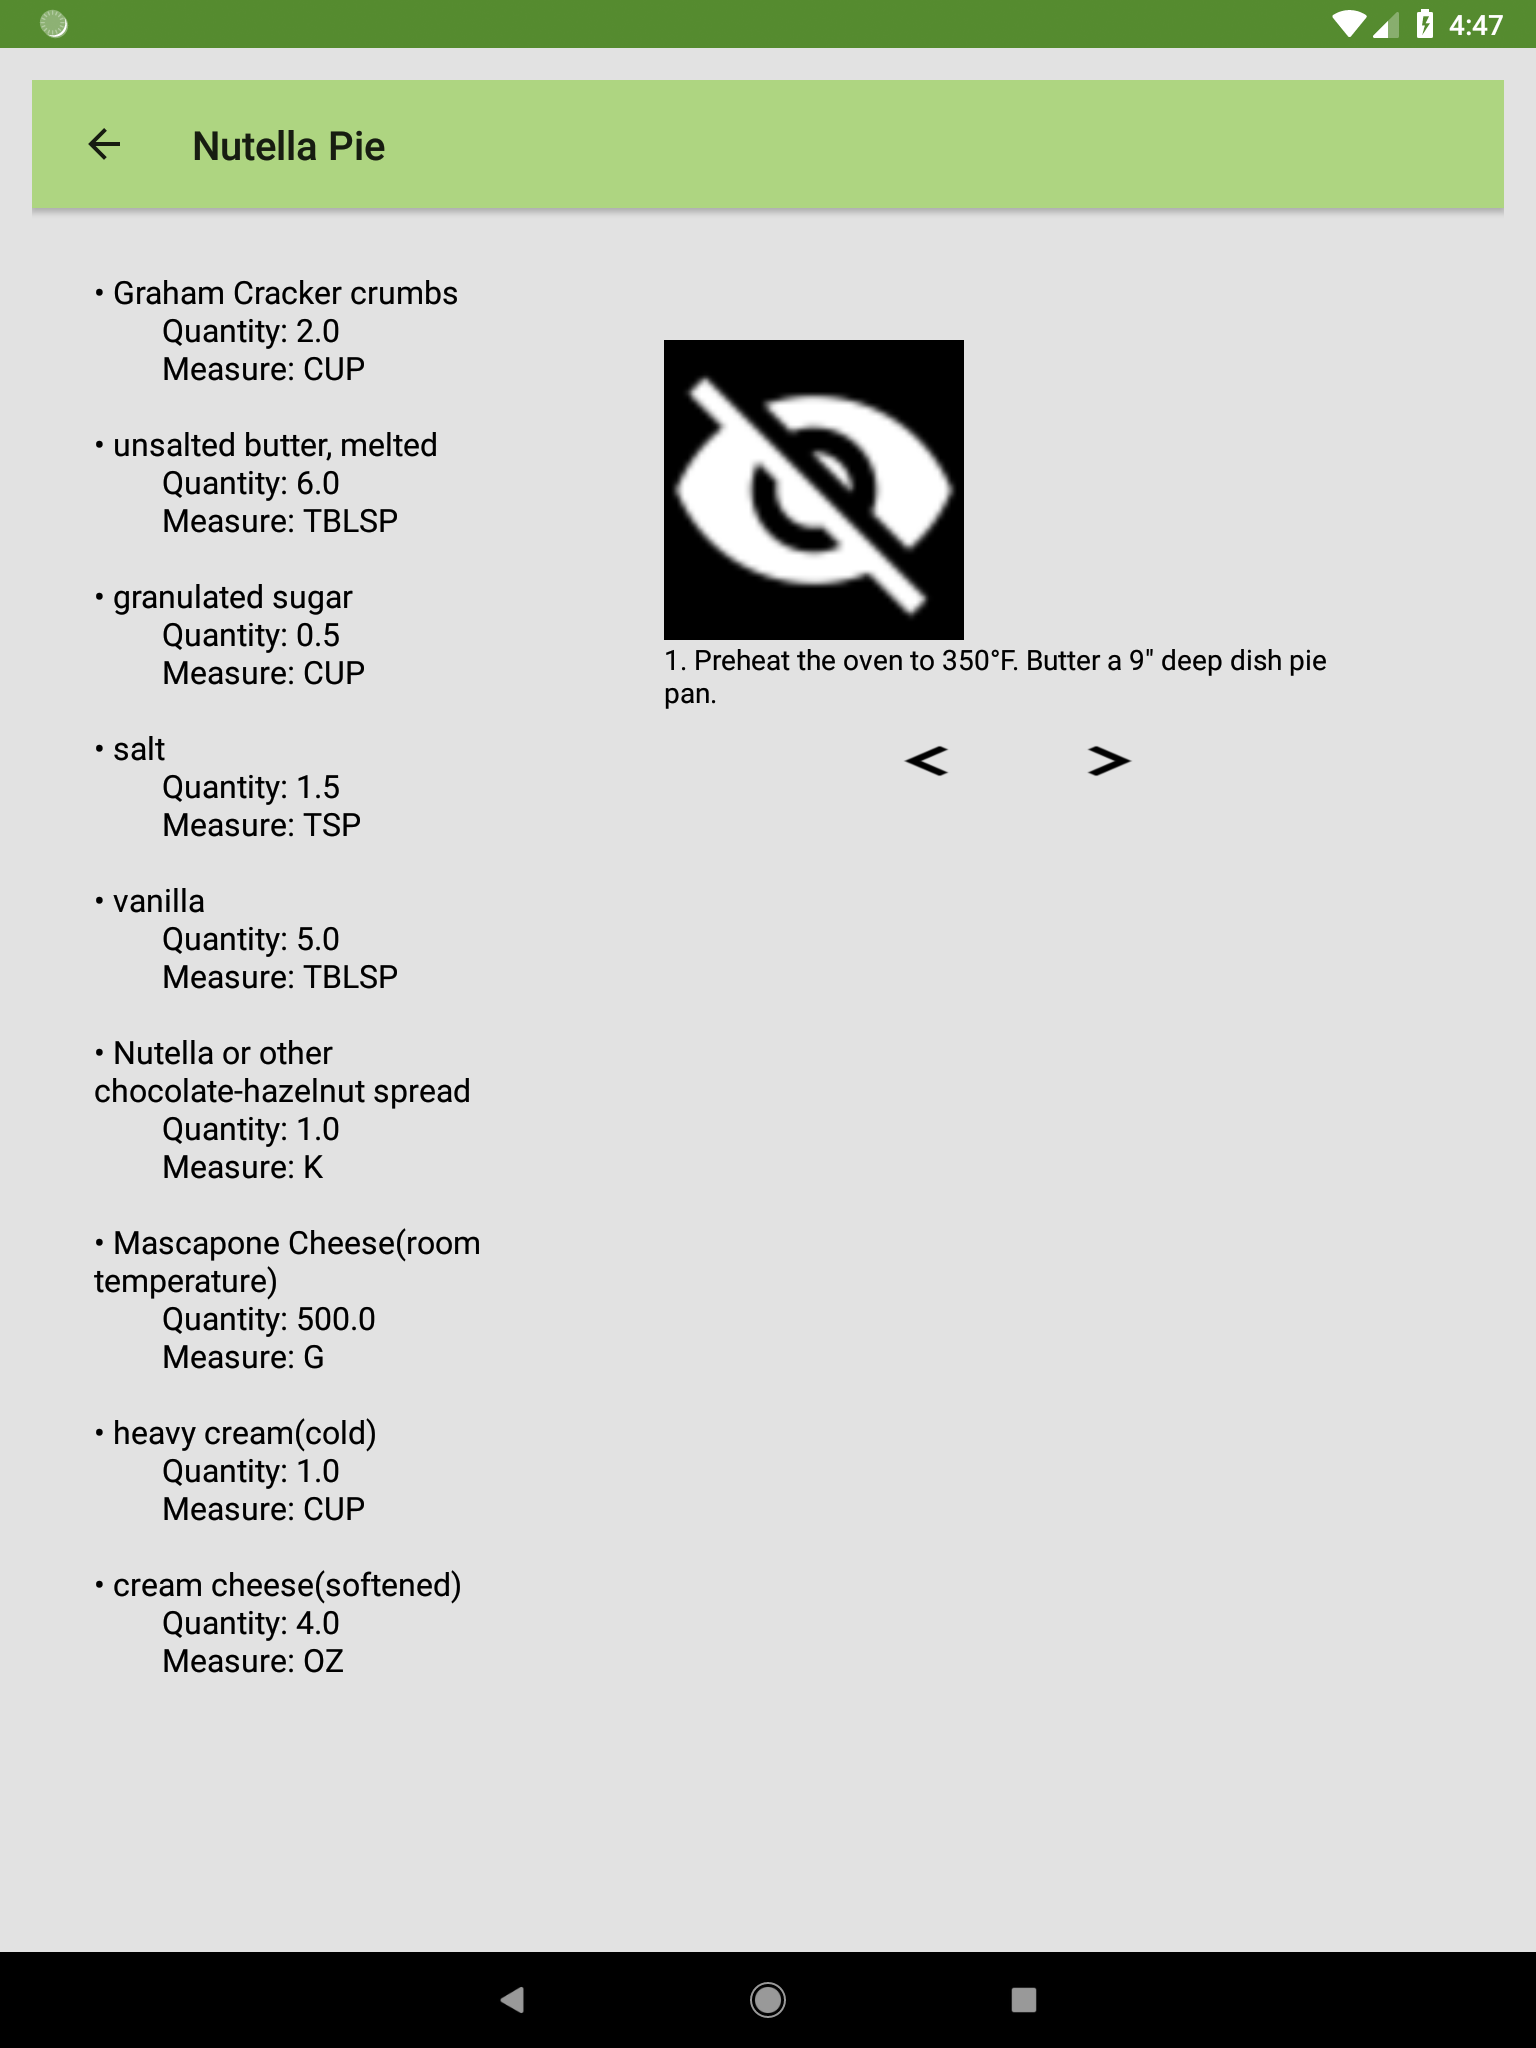 4:47
Nutella Pie
• Graham Cracker crumbs
Quantity: 2.0
Measure: CUP
• unsalted butter, melted
Quantity: 6.0
Measure: TBLSP
• granulated sugar
Quantity: 0.5
Measure: CUP
• salt
Quantity: 1.5
Measure: TSP
• vanilla
Quantity: 5.0
Measure: TBLSP
• Nutella or other
chocolate-hazelnut spread
Quantity: 1.0
Measure: K
• Mascapone Cheese(room
temperature)
Quantity: 500.0
Measure: G
• heavy cream(cold)
Quantity: 1.0
Measure: CUP
• cream cheese(softened)
Quantity: 4.0
Measure: OZ
1. Preheat the oven to 350°F. Butter a 9" deep dish pie
pan.
< >